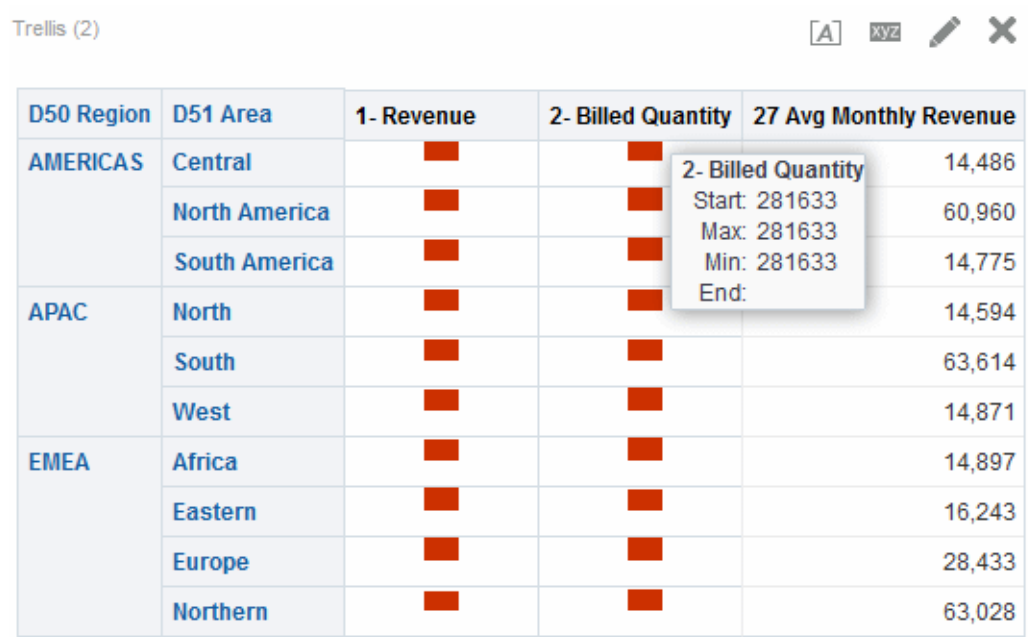 Trellis (2)
[A] xyz
D50 Region D51 Area 1- Revenue 2- Billed Quantity 27 Avg Monthly Revenue
AMERICAS Central 14,486
2- Billed Quantity
Start: 281633
Max: 281633
Min: 281633
End:
North America 60,960
South America 14,775
APAC North 14,594
South 63,614
West 14,871
EMEA Africa 14,897
Eastern 16,243
Europe 28,433
Northern 63,028